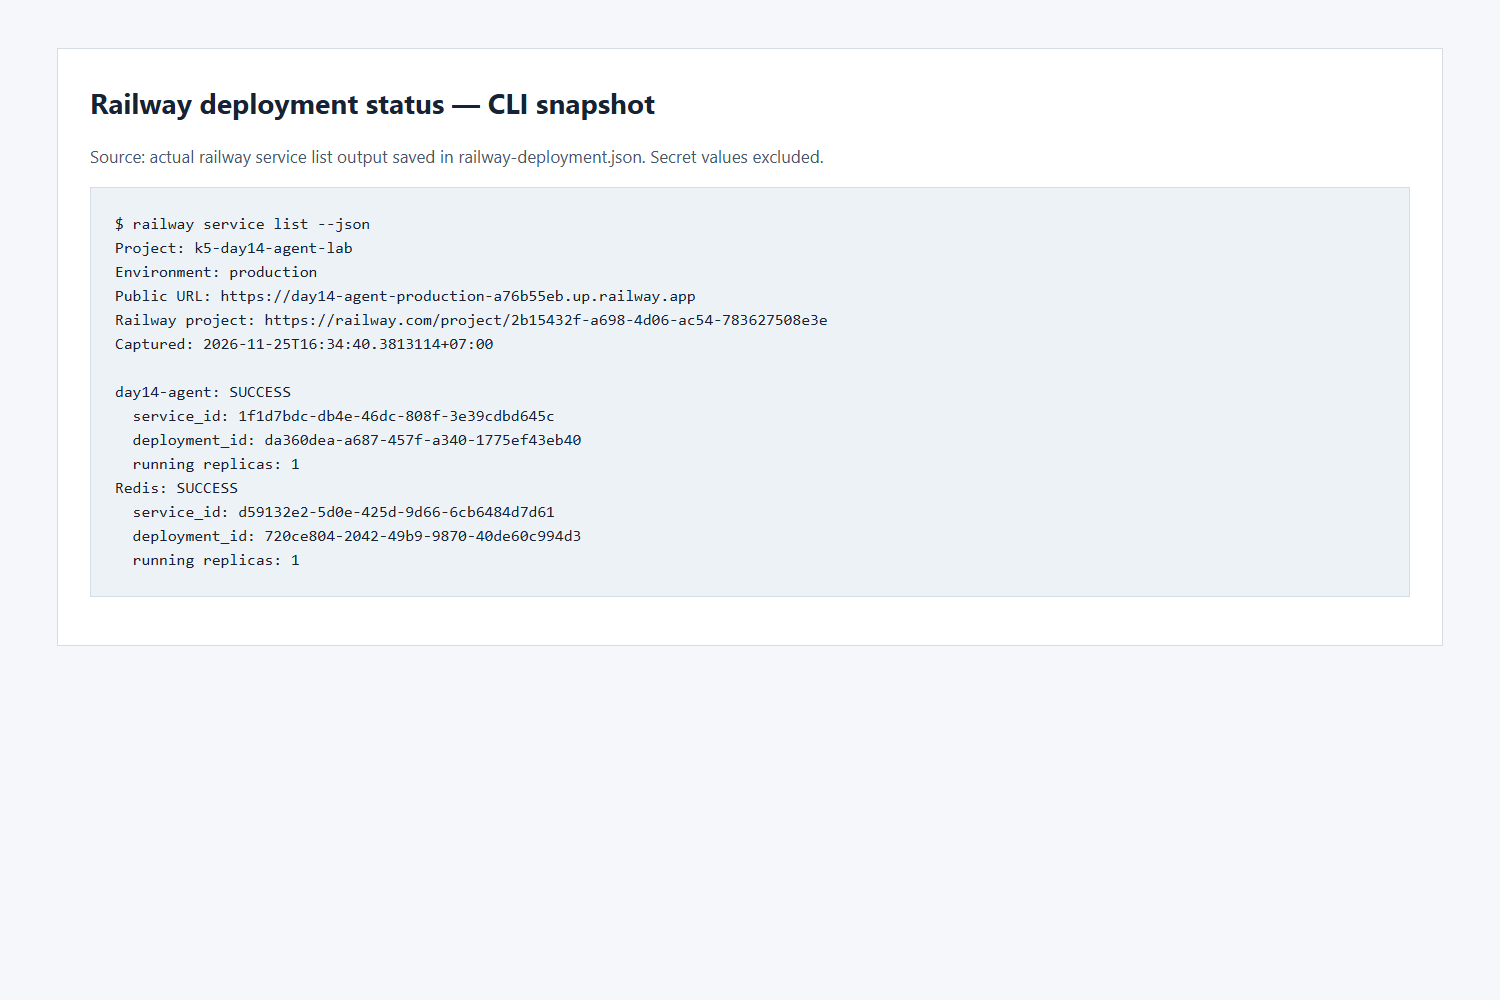 Railway deployment status — CLI snapshot
Source: actual railway service list output saved in railway-deployment.json. Secret values excluded.
$ railway service list --json
Project: k5-day14-agent-lab
Environment: production
Public URL: https://day14-agent-production-a76b55eb.up.railway.app
Railway project: https://railway.com/project/2b15432f-a698-4d06-ac54-783627508e3e
Captured: 2026-11-25T16:34:40.3813114+07:00
day14-agent: SUCCESS
service_id: 1f1d7bdc-db4e-46dc-808f-3e39cdbd645c
deployment_id: da360dea-a687-457f-a340-1775ef43eb40
running replicas: 1
Redis: SUCCESS
service_id: d59132e2-5d0e-425d-9d66-6cb6484d7d61
deployment_id: 720ce804-2042-49b9-9870-40de60c994d3
running replicas: 1